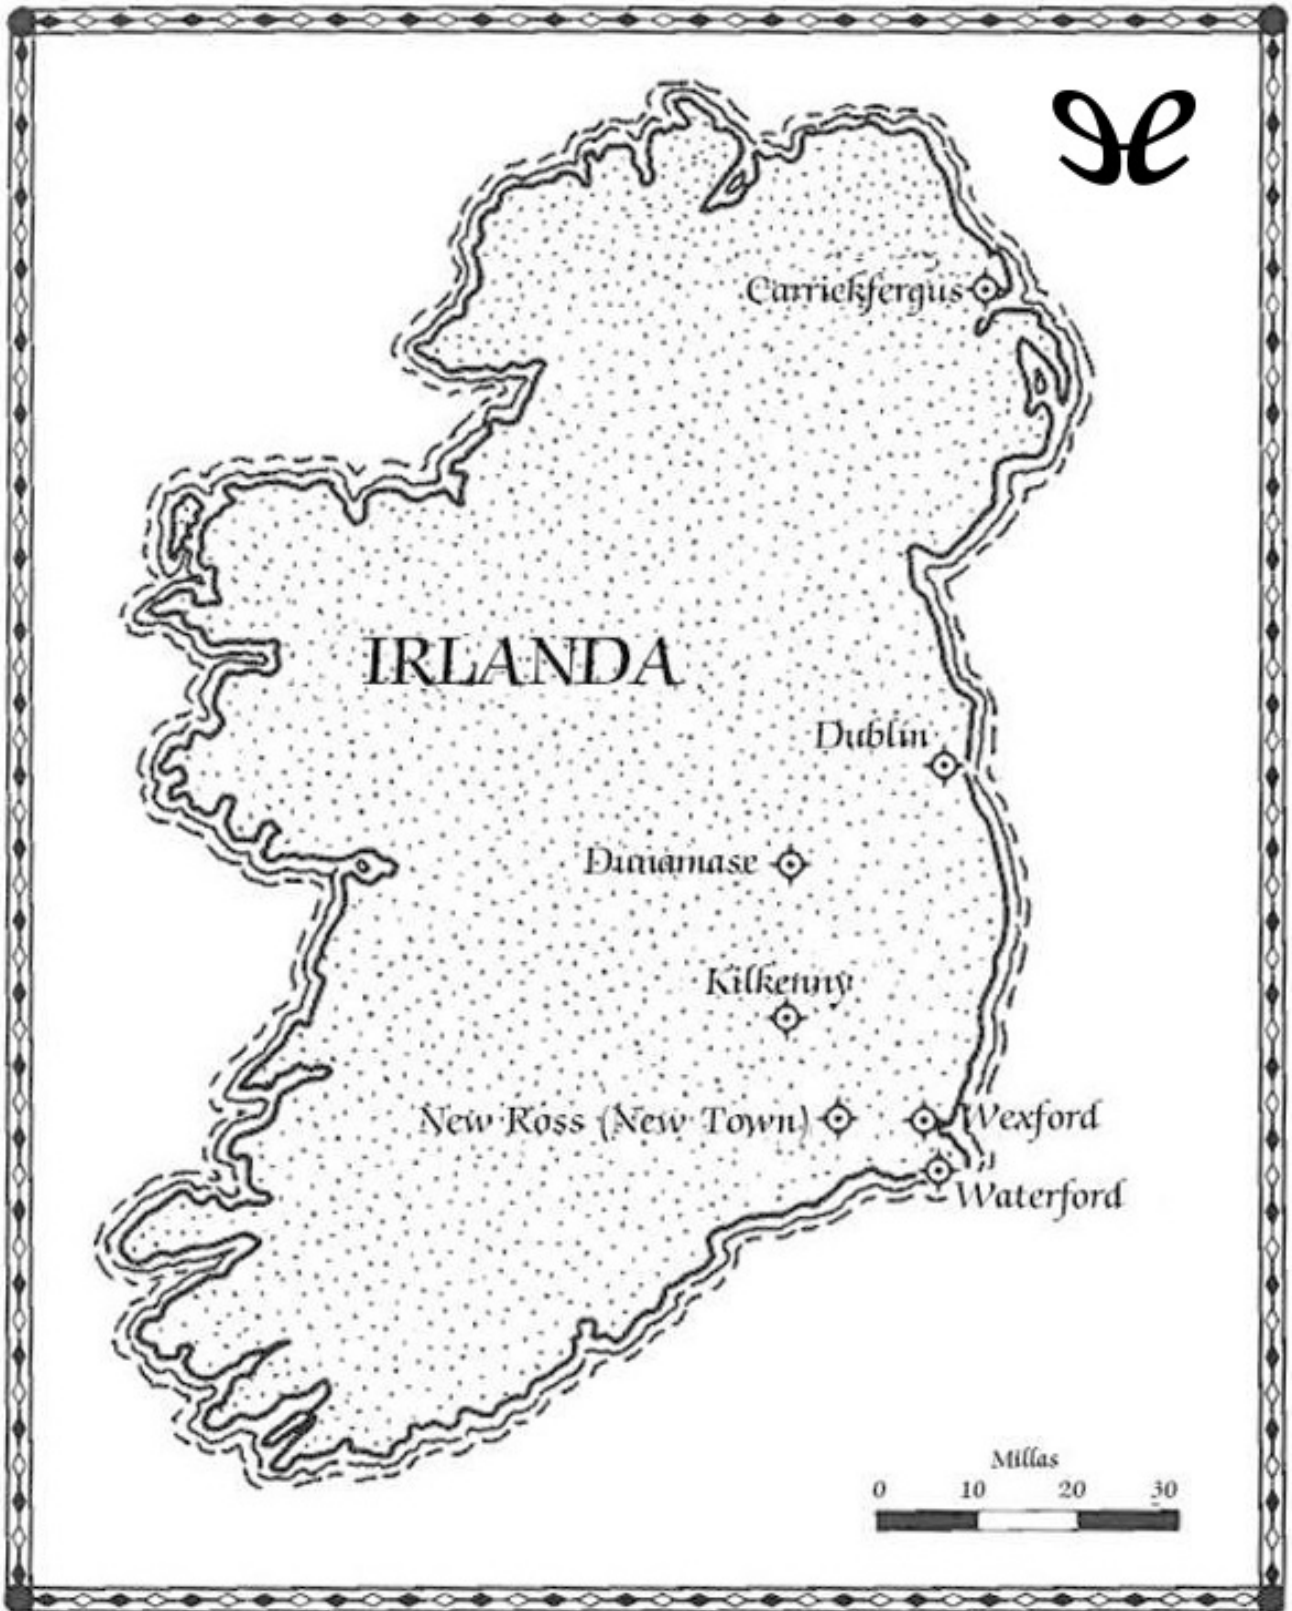 Carrickfergus
IRLANDA
Dublin
Dunamase
Kilkenny
New Ross (New Town)
Wexford
Waterford
Millas
0 10 20 30